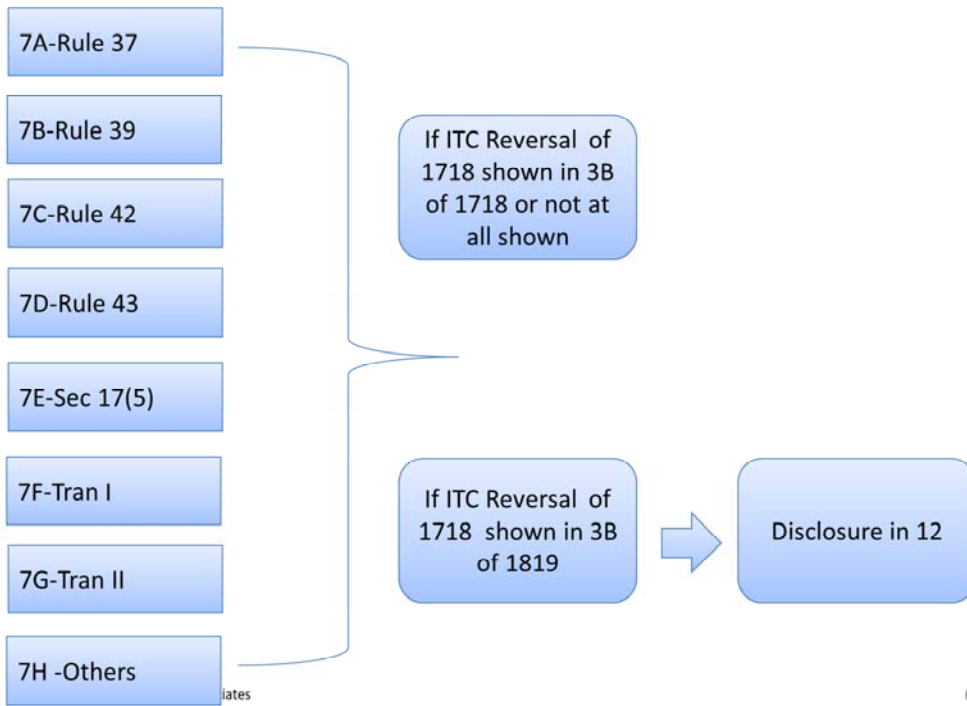 7A-Rule 37
7B-Rule 39
7C-Rule 42
7D-Rule 43
7E-Sec 17(5)
7F-Tran I
7G-Tran II
7H -Others
If ITC Reversal of
1718 shown in 3B
of 1718 or not at
all shown
If ITC Reversal of
1718 shown in 3B
of 1819
Disclosure in 12
iates